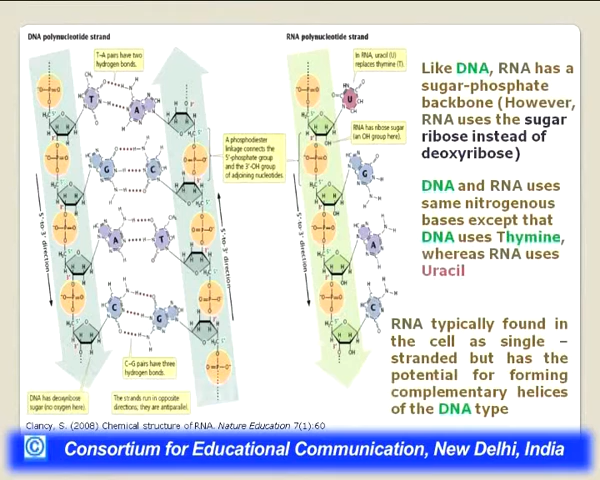 DNA polynucleotide strand
RNA polynucleotide strand
T–A pairs have two
hydrogen bonds.
In RNA, uracil (U)
replaces thymine (T).
RNA has ribose sugar
(an OH group here).
A phosphodiester
linkage connects the
5'-phosphate group
and the 3'-OH group
of adjoining nucleotides.
5'-to-3' direction
5'-to-3' direction
5'-to-3' direction
T
A
G
C
A
T
C
G
U
G
A
C
C–G pairs have three
hydrogen bonds.
DNA has deoxyribose
sugar (no oxygen here).
The strands run in opposite
directions; they are antiparallel.
Like DNA, RNA has a
sugar-phosphate
backbone (However,
RNA uses the sugar
ribose instead of
deoxyribose)
DNA and RNA uses
same nitrogenous
bases except that
DNA uses Thymine,
whereas RNA uses
Uracil
RNA typically found in
the cell as single –
stranded but has the
potential for forming
complementary helices
of the DNA type
Clancy, S. (2008) Chemical structure of RNA. Nature Education 7(1):60
© Consortium for Educational Communication, New Delhi, India